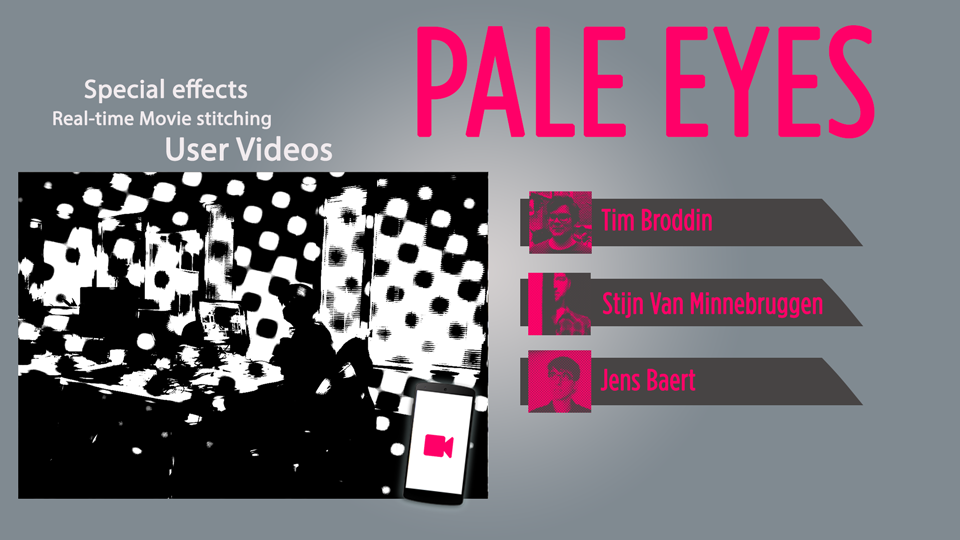 PALE EYES
Special effects
Real-time Movie stitching
User Videos
Tim Broddin
Stijn Van Minnebruggen
Jens Baert